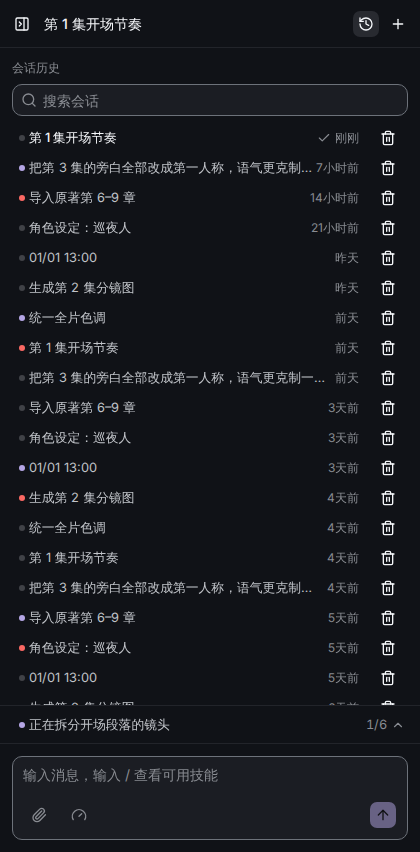 第 1 集开场节奏
会话历史
搜索会话
第 1 集开场节奏 刚刚
把第 3 集的旁白全部改成第一人称，语气更克制... 7小时前
导入原著第 6–9 章 14小时前
角色设定：巡夜人 21小时前
01/01 13:00 昨天
生成第 2 集分镜图 昨天
统一全片色调 前天
第 1 集开场节奏 前天
把第 3 集的旁白全部改成第一人称，语气更克制一... 前天
导入原著第 6–9 章 3天前
角色设定：巡夜人 3天前
01/01 13:00 3天前
生成第 2 集分镜图 4天前
统一全片色调 4天前
第 1 集开场节奏 4天前
把第 3 集的旁白全部改成第一人称，语气更克制... 4天前
导入原著第 6–9 章 5天前
角色设定：巡夜人 5天前
01/01 13:00 5天前
正在拆分开场段落的镜头 1/6
输入消息，输入 / 查看可用技能